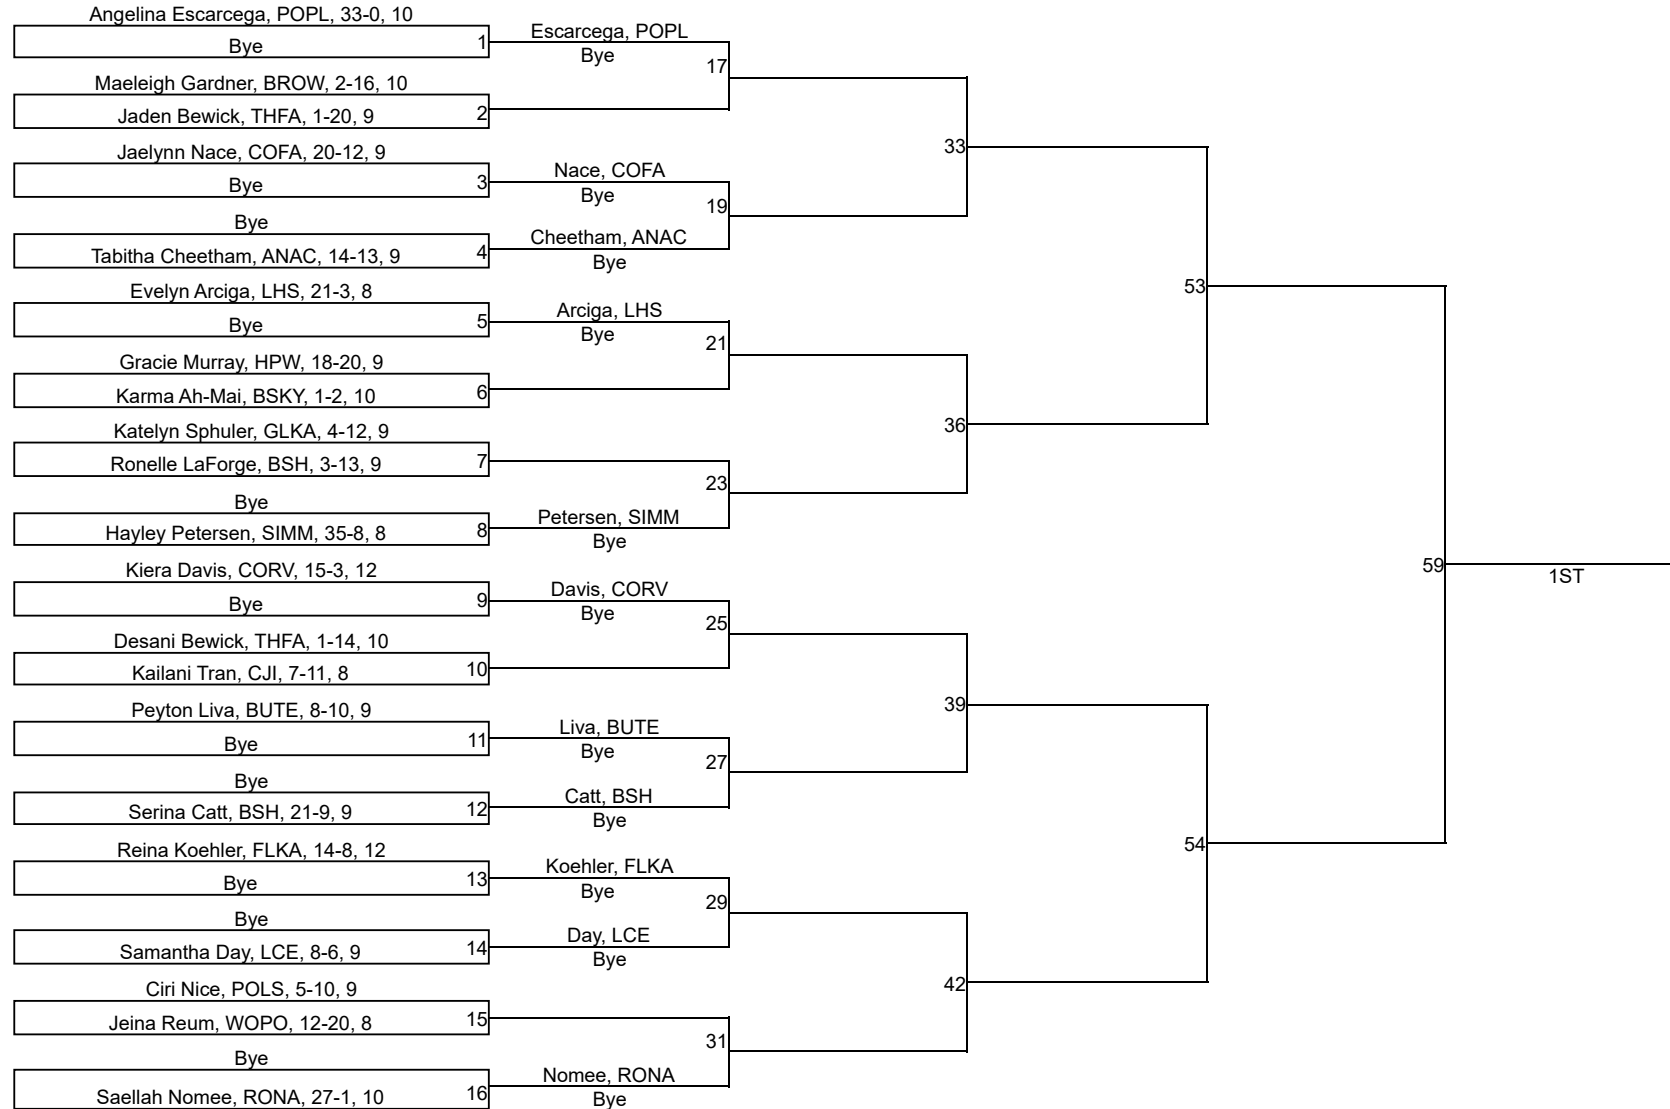 Angelina Escarcega, POPL, 33-0, 10
Bye
1
Escarcega, POPL
Bye
17
Maeleigh Gardner, BROW, 2-16, 10
Jaden Bewick, THFA, 1-20, 9
2
33
Jaelynn Nace, COFA, 20-12, 9
Bye
3
Nace, COFA
Bye
19
Bye
Tabitha Cheetham, ANAC, 14-13, 9
4
Cheetham, ANAC
Bye
53
Evelyn Arciga, LHS, 21-3, 8
Bye
5
Arciga, LHS
Bye
21
Gracie Murray, HPW, 18-20, 9
Karma Ah-Mai, BSKY, 1-2, 10
6
36
Katelyn Sphuler, GLKA, 4-12, 9
Ronelle LaForge, BSH, 3-13, 9
7
23
Bye
Hayley Petersen, SIMM, 35-8, 8
8
Petersen, SIMM
Bye
59
1ST
Kiera Davis, CORV, 15-3, 12
Bye
9
Davis, CORV
Bye
25
Desani Bewick, THFA, 1-14, 10
Kailani Tran, CJI, 7-11, 8
10
39
Peyton Liva, BUTE, 8-10, 9
Bye
11
Liva, BUTE
Bye
27
Bye
Serina Catt, BSH, 21-9, 9
12
Catt, BSH
Bye
54
Reina Koehler, FLKA, 14-8, 12
Bye
13
Koehler, FLKA
Bye
29
Bye
Samantha Day, LCE, 8-6, 9
14
Day, LCE
Bye
42
Ciri Nice, POLS, 5-10, 9
Jeina Reum, WOPO, 12-20, 8
15
31
Bye
Saellah Nomee, RONA, 27-1, 10
16
Nomee, RONA
Bye